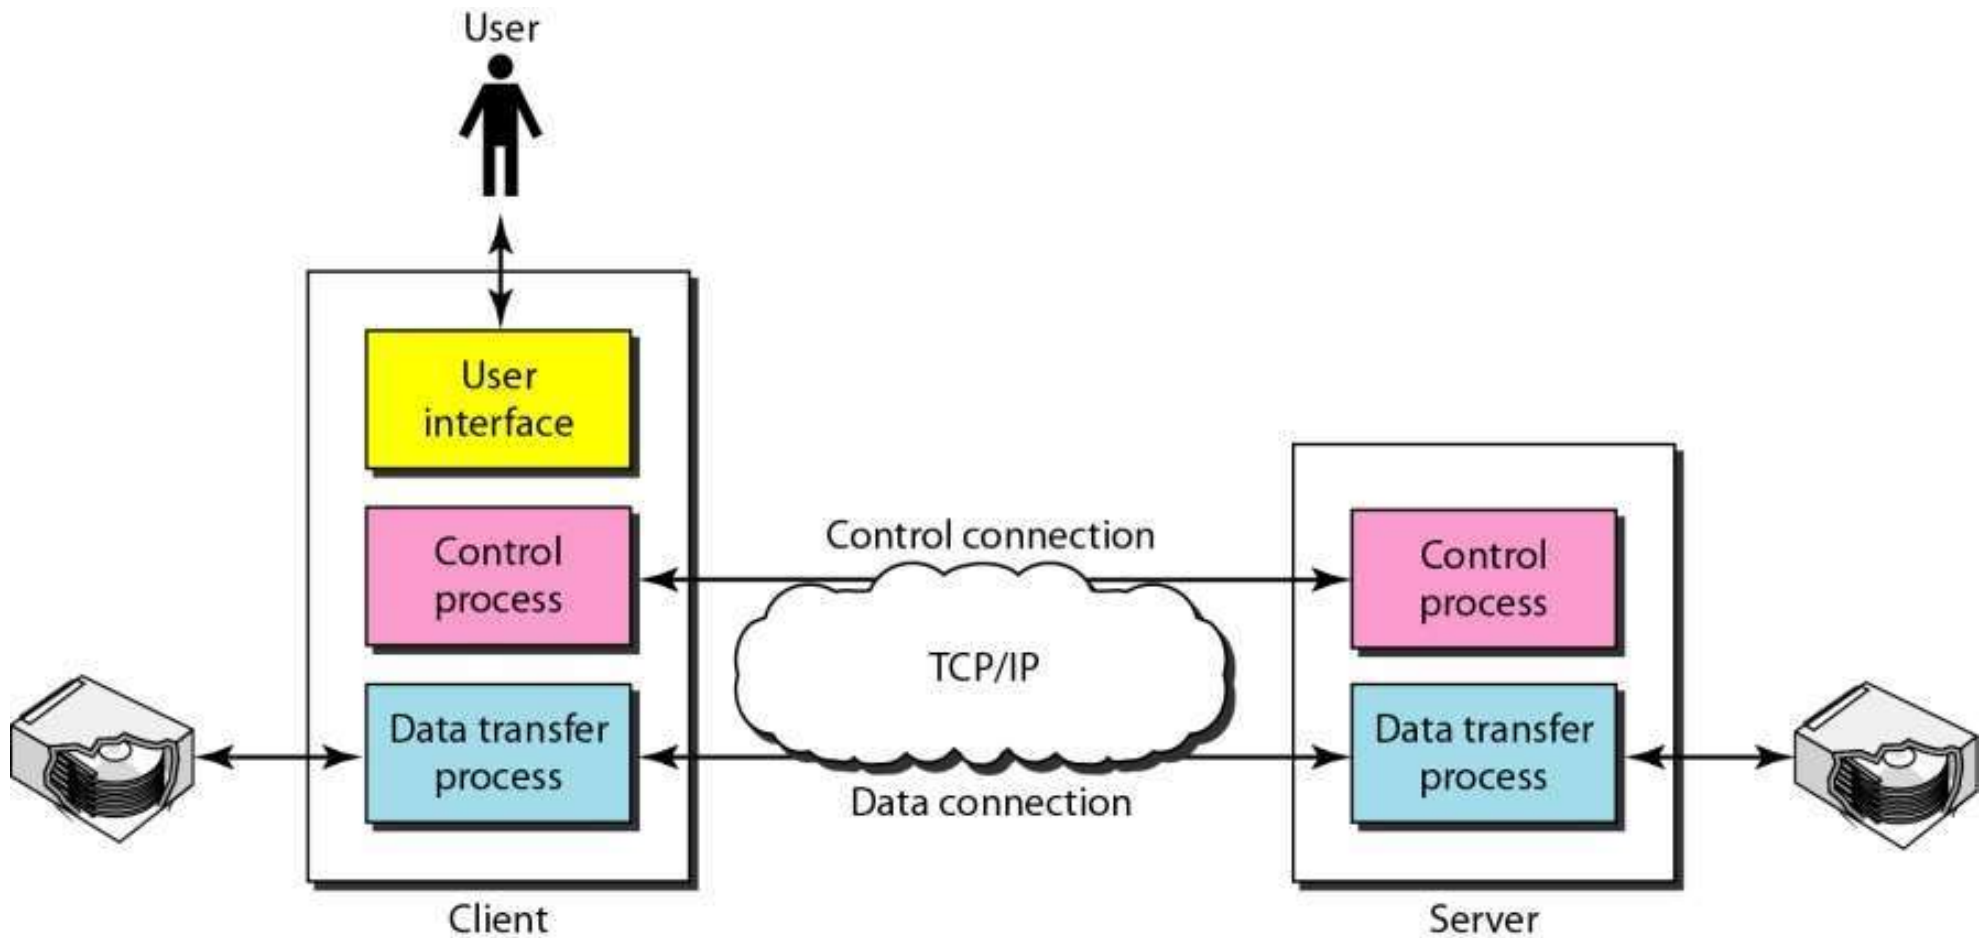 User
User
interface
Control
process
Data transfer
process
Client
Control connection
TCP/IP
Data connection
Control
process
Data transfer
process
Server